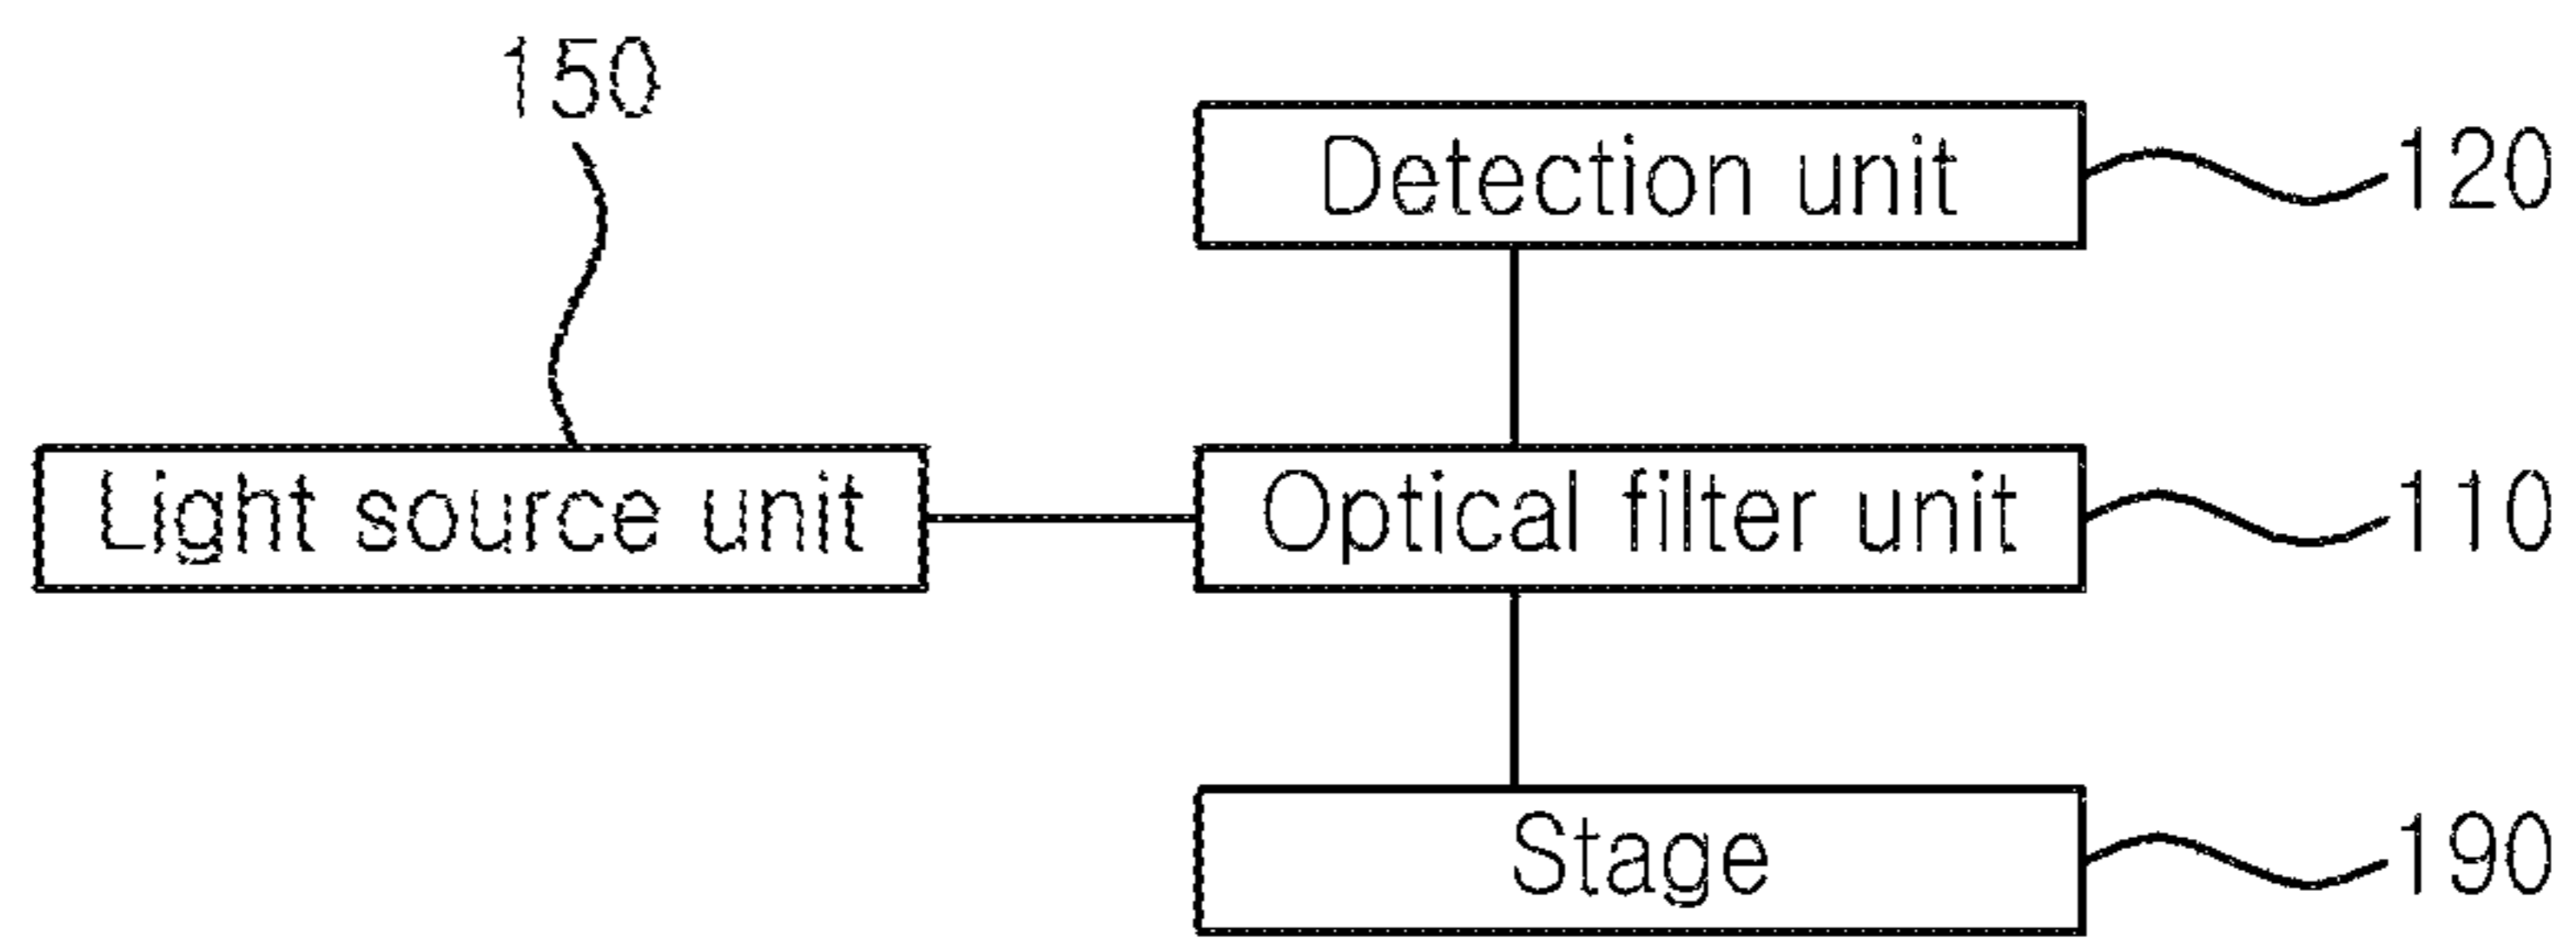 150
Detection unit
120
Light source unit
Optical filter unit
110
Stage
190